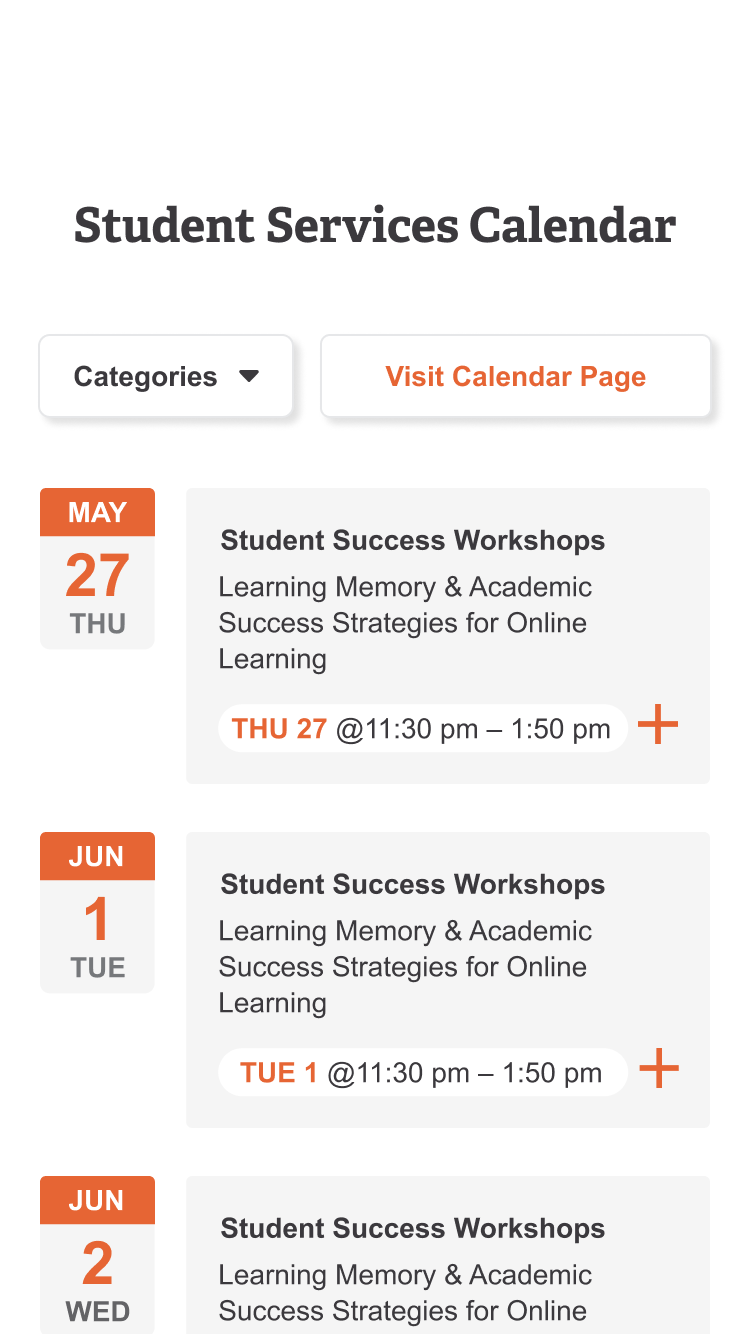 Student Services Calendar
Categories
Visit Calendar Page
MAY
27
THU
Student Success Workshops
Learning Memory & Academic
Success Strategies for Online
Learning
THU 27 @11:30 pm – 1:50 pm
JUN
1
TUE
Student Success Workshops
Learning Memory & Academic
Success Strategies for Online
Learning
TUE 1 @11:30 pm – 1:50 pm
JUN
2
WED
Student Success Workshops
Learning Memory & Academic
Success Strategies for Online